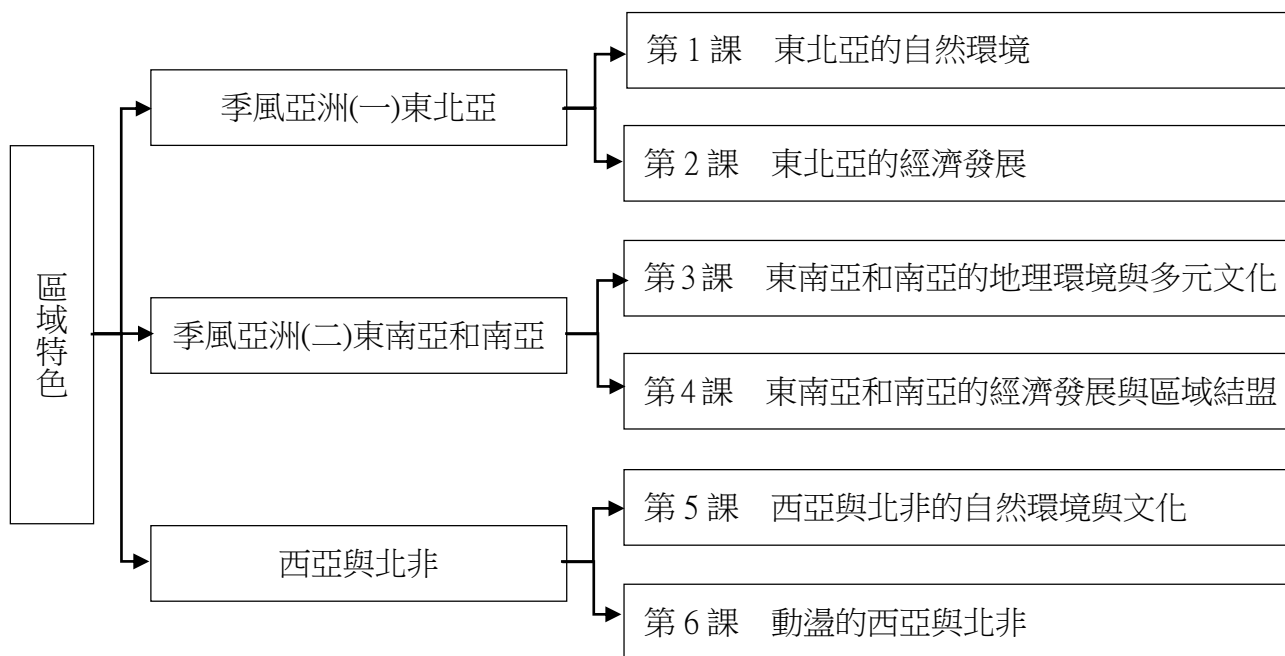 區域特色
季風亞洲(一)東北亞
第1課 東北亞的自然環境
第2課 東北亞的經濟發展
季風亞洲(二)東南亞和南亞
第3課 東南亞和南亞的地理環境與多元文化
第4課 東南亞和南亞的經濟發展與區域結盟
西亞與北非
第5課 西亞與北非的自然環境與文化
第6課 動盪的西亞與北非